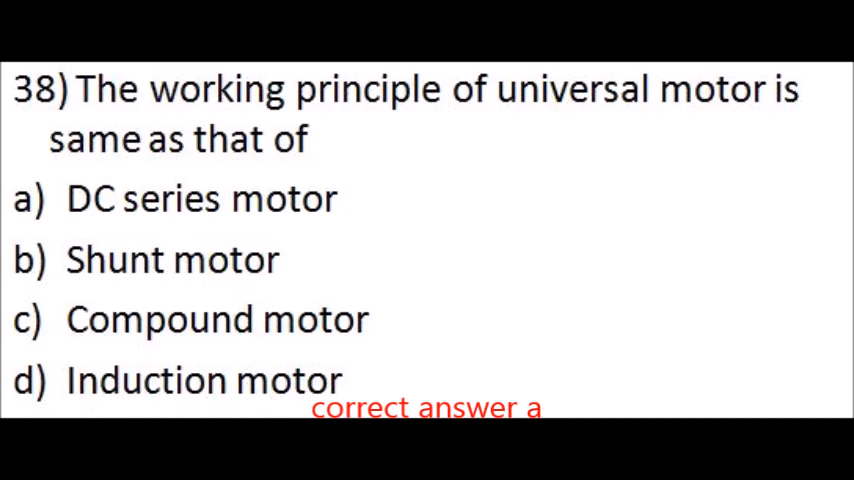 38) The working principle of universal motor is
same as that of
a) DC series motor
b) Shunt motor
c) Compound motor
d) Induction motor
correct answer a